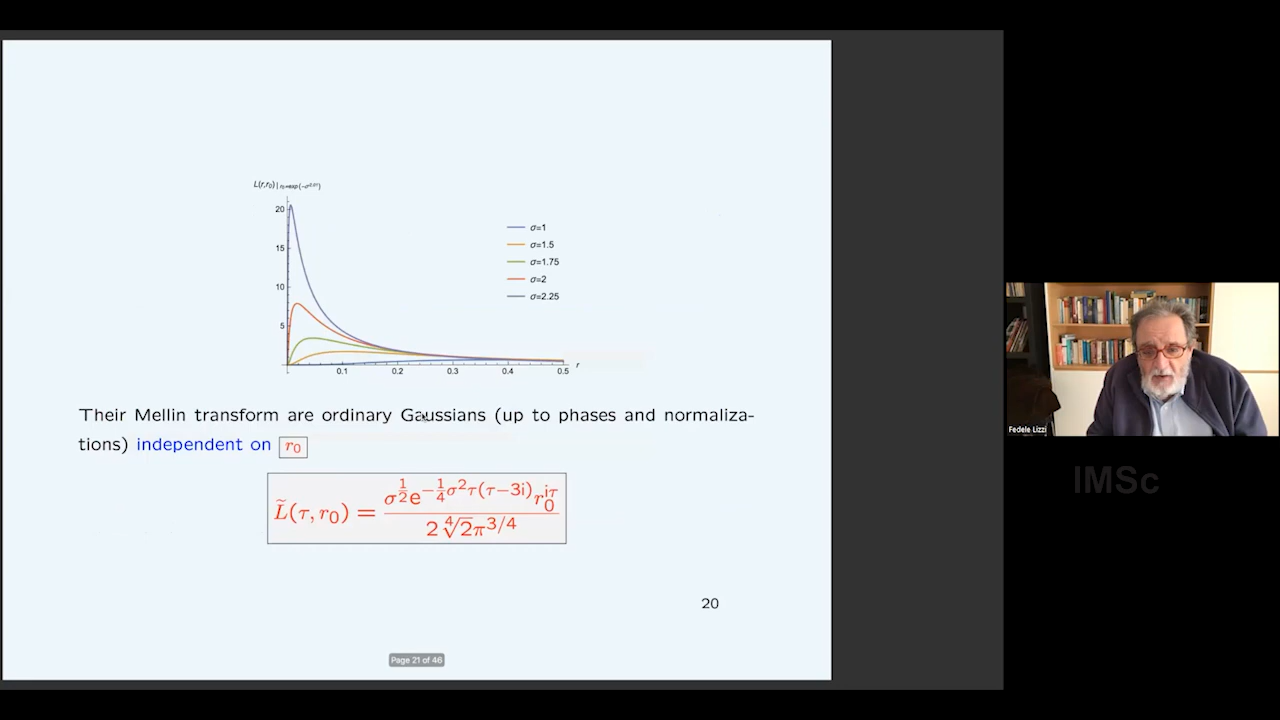 L(r,r₀)|r₀=exp(-σ^2.01)
20
15
10
5
0.1 0.2 0.3 0.4 0.5 r
σ=1
σ=1.5
σ=1.75
σ=2
σ=2.25
Their Mellin transform are ordinary Gaussians (up to phases and normaliza-
tions) independent on r₀
L̃(τ, r₀) = σ^(1/2) e^(−1/4 σ²τ(τ−3i)) r₀^(iτ) / 2 ∜2 π^(3/4)
20
Page 21 of 46
Fedele Lizzi
IMSc